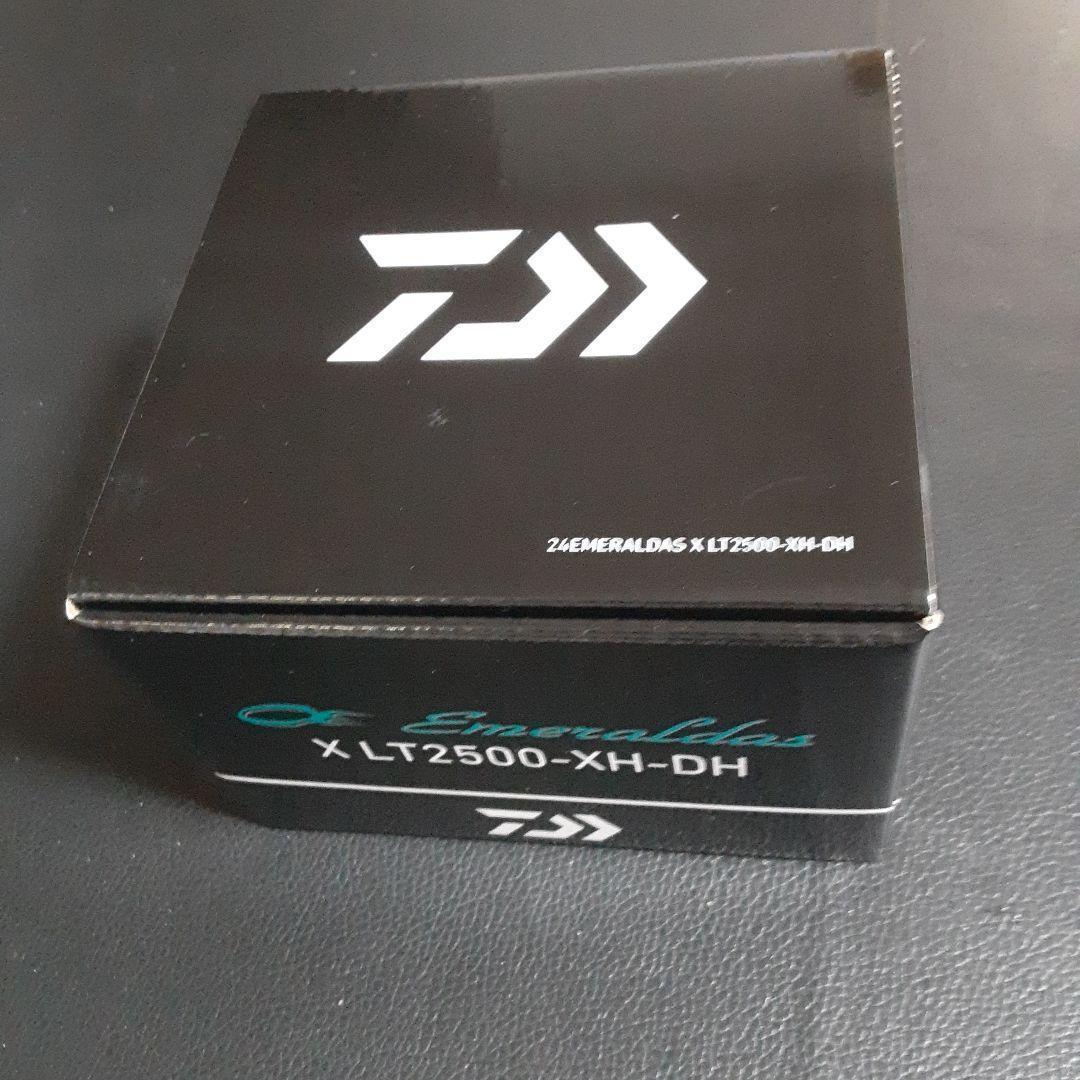 24EMERALDAS X LT2500-XH-DH
Emeraldas
X LT2500-XH-DH